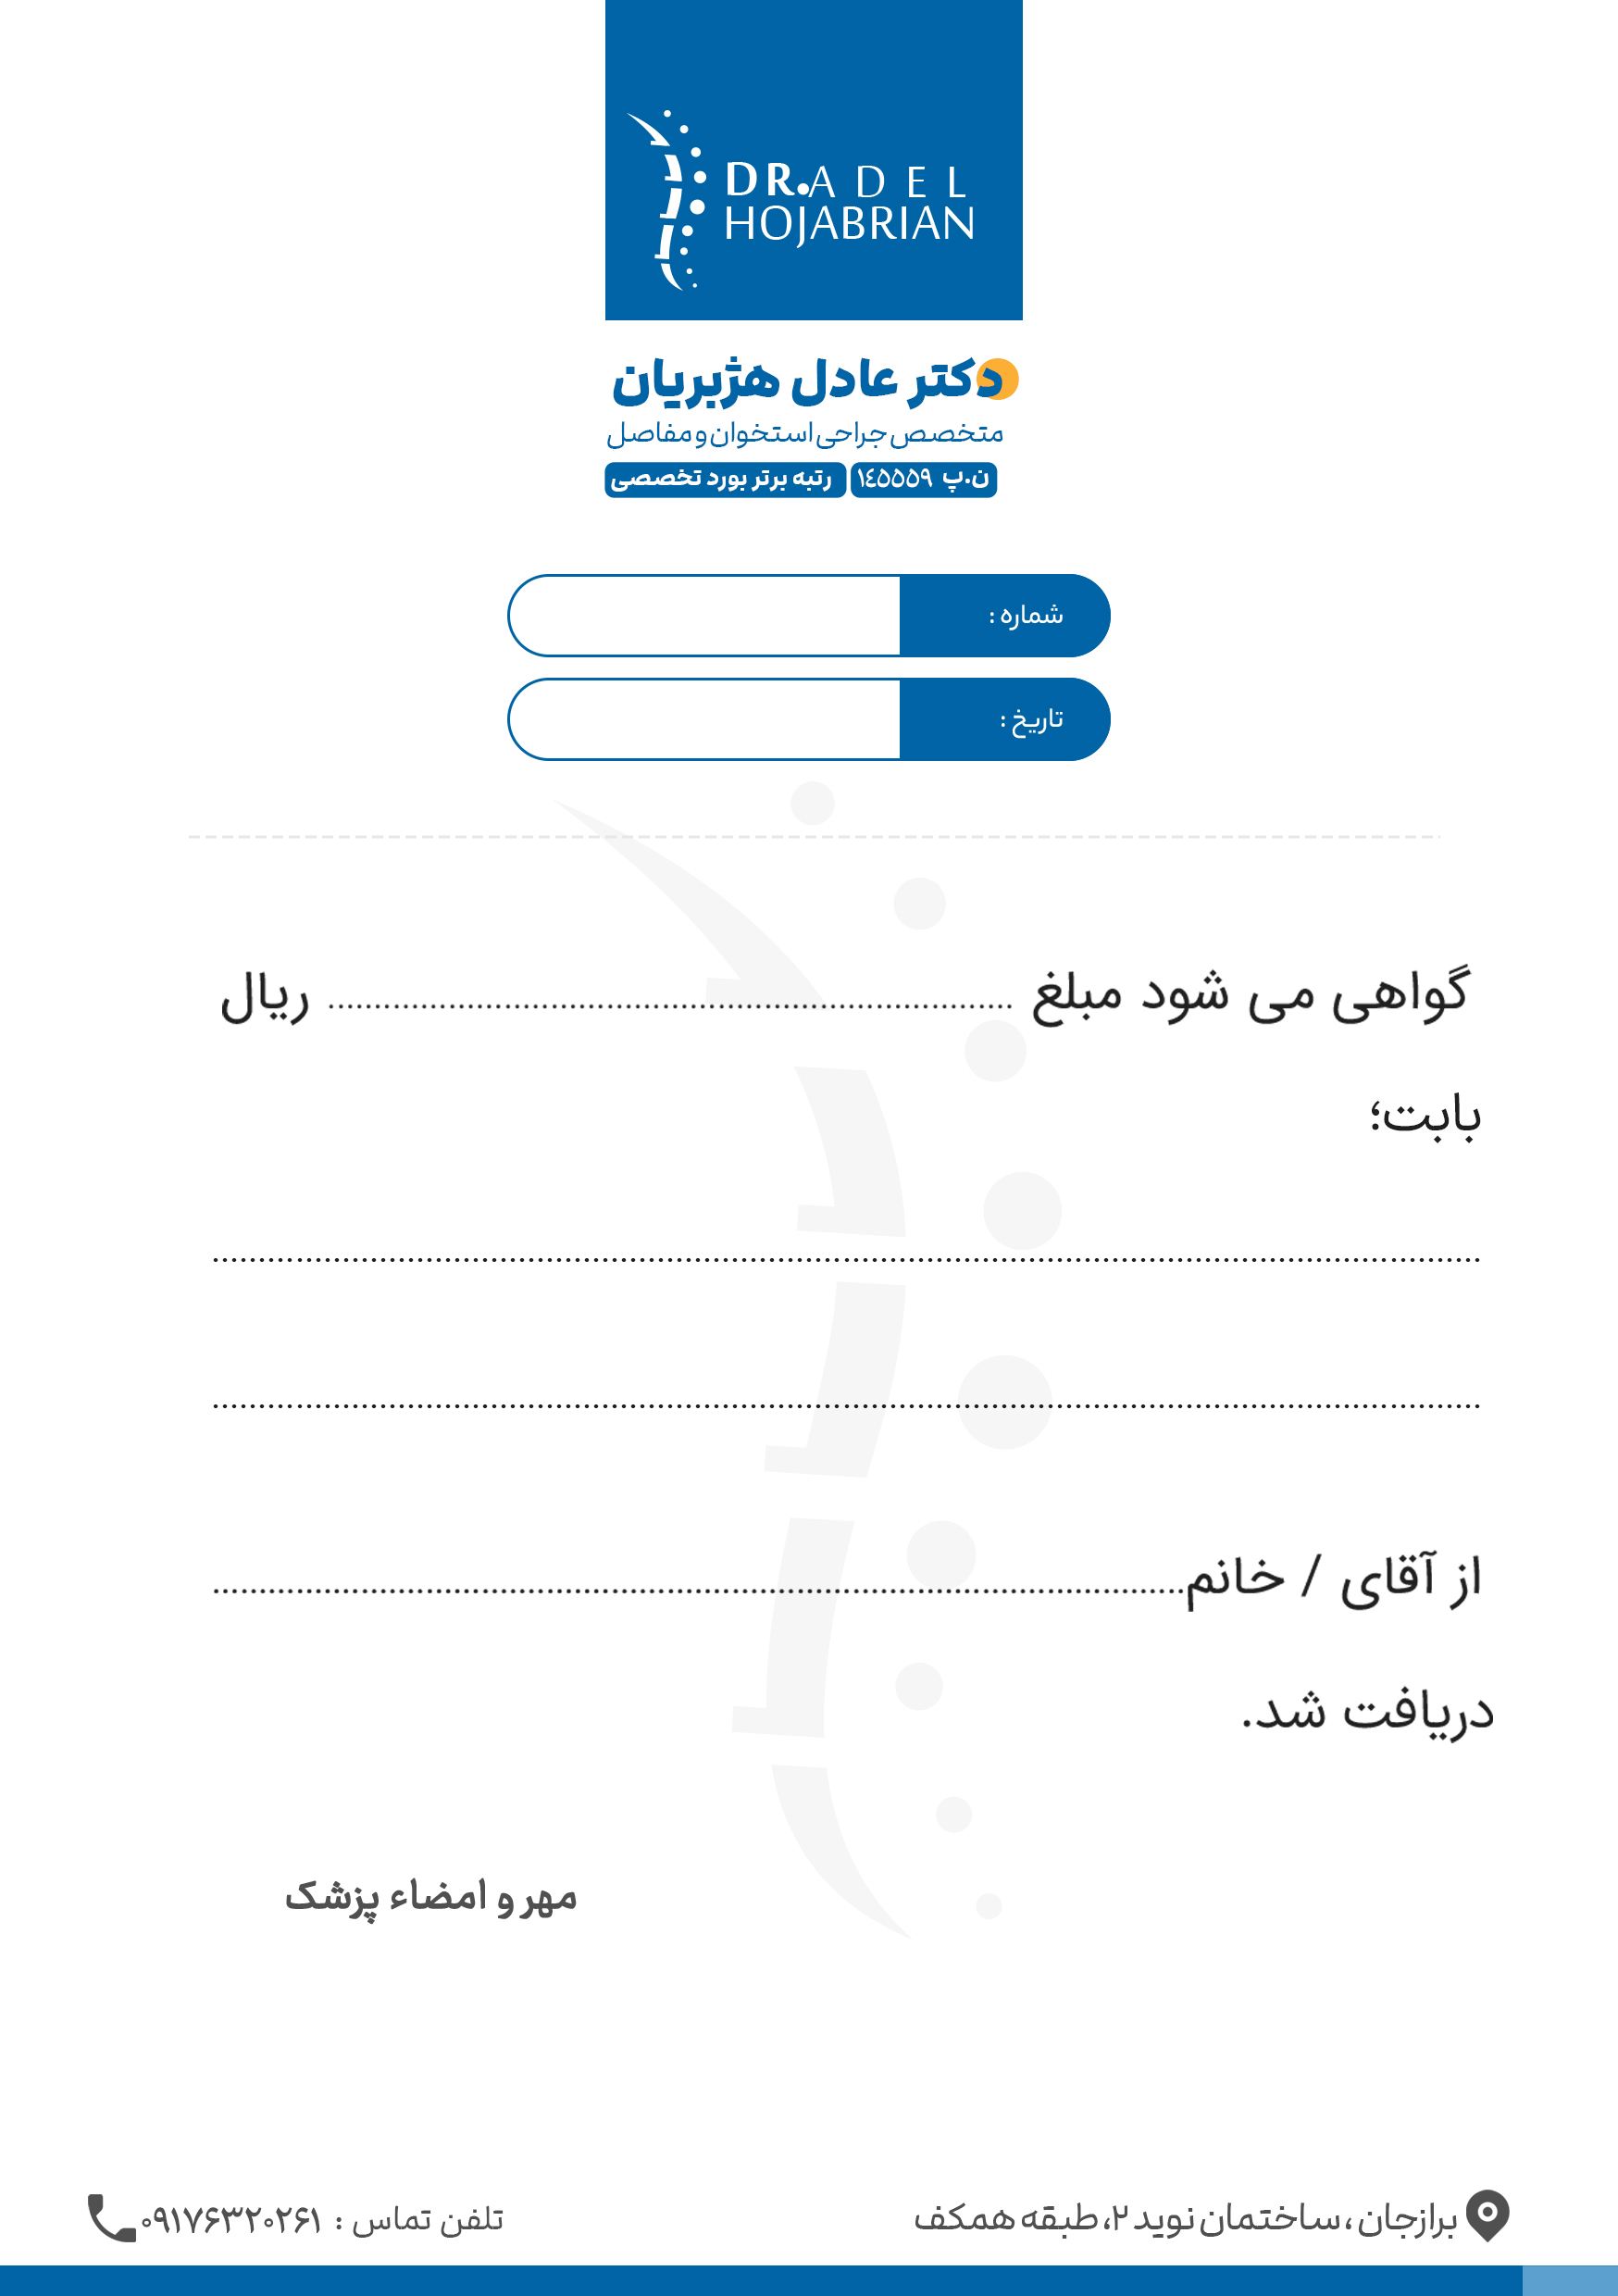 DR. ADEL
HOJABRIAN
دکتر عادل هژبریان
متخصص جراحی استخوان و مفاصل
ن.پ ۱٤۵۵۵۹ رتبه برتر بورد تخصصی
شماره :
تاریخ :
گواهی می شود مبلغ .......................................................................... ریال
بابت؛
..........................................................................................................................................
..........................................................................................................................................
از آقای / خانم..........................................................................................................
دریافت شد.
مهر و امضاء پزشک
برازجان ، ساختمان نوید ۲، طبقه همکف
تلفن تماس : ۰۹۱۷۶۳۲۰۲۶۱